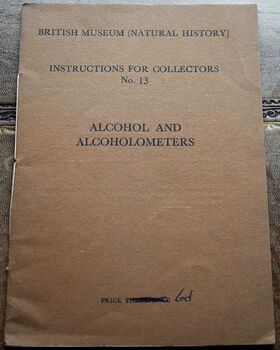 BRITISH MUSEUM (NATURAL HISTORY)
INSTRUCTIONS FOR COLLECTORS
No. 13
ALCOHOL AND
ALCOHOLOMETERS
PRICE 6d